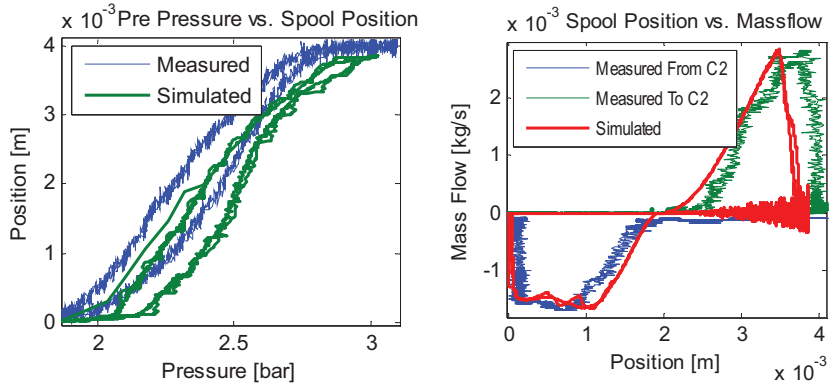 x 10⁻³ Pre Pressure vs. Spool Position
4
3
2
1
0
Position [m]
Measured
Simulated
2
2.5
3
Pressure [bar]
x 10⁻³ Spool Position vs. Massflow
2
1
0
-1
Mass Flow [kg/s]
Measured From C2
Measured To C2
Simulated
0
1
2
3
4
Position [m]
x 10⁻³